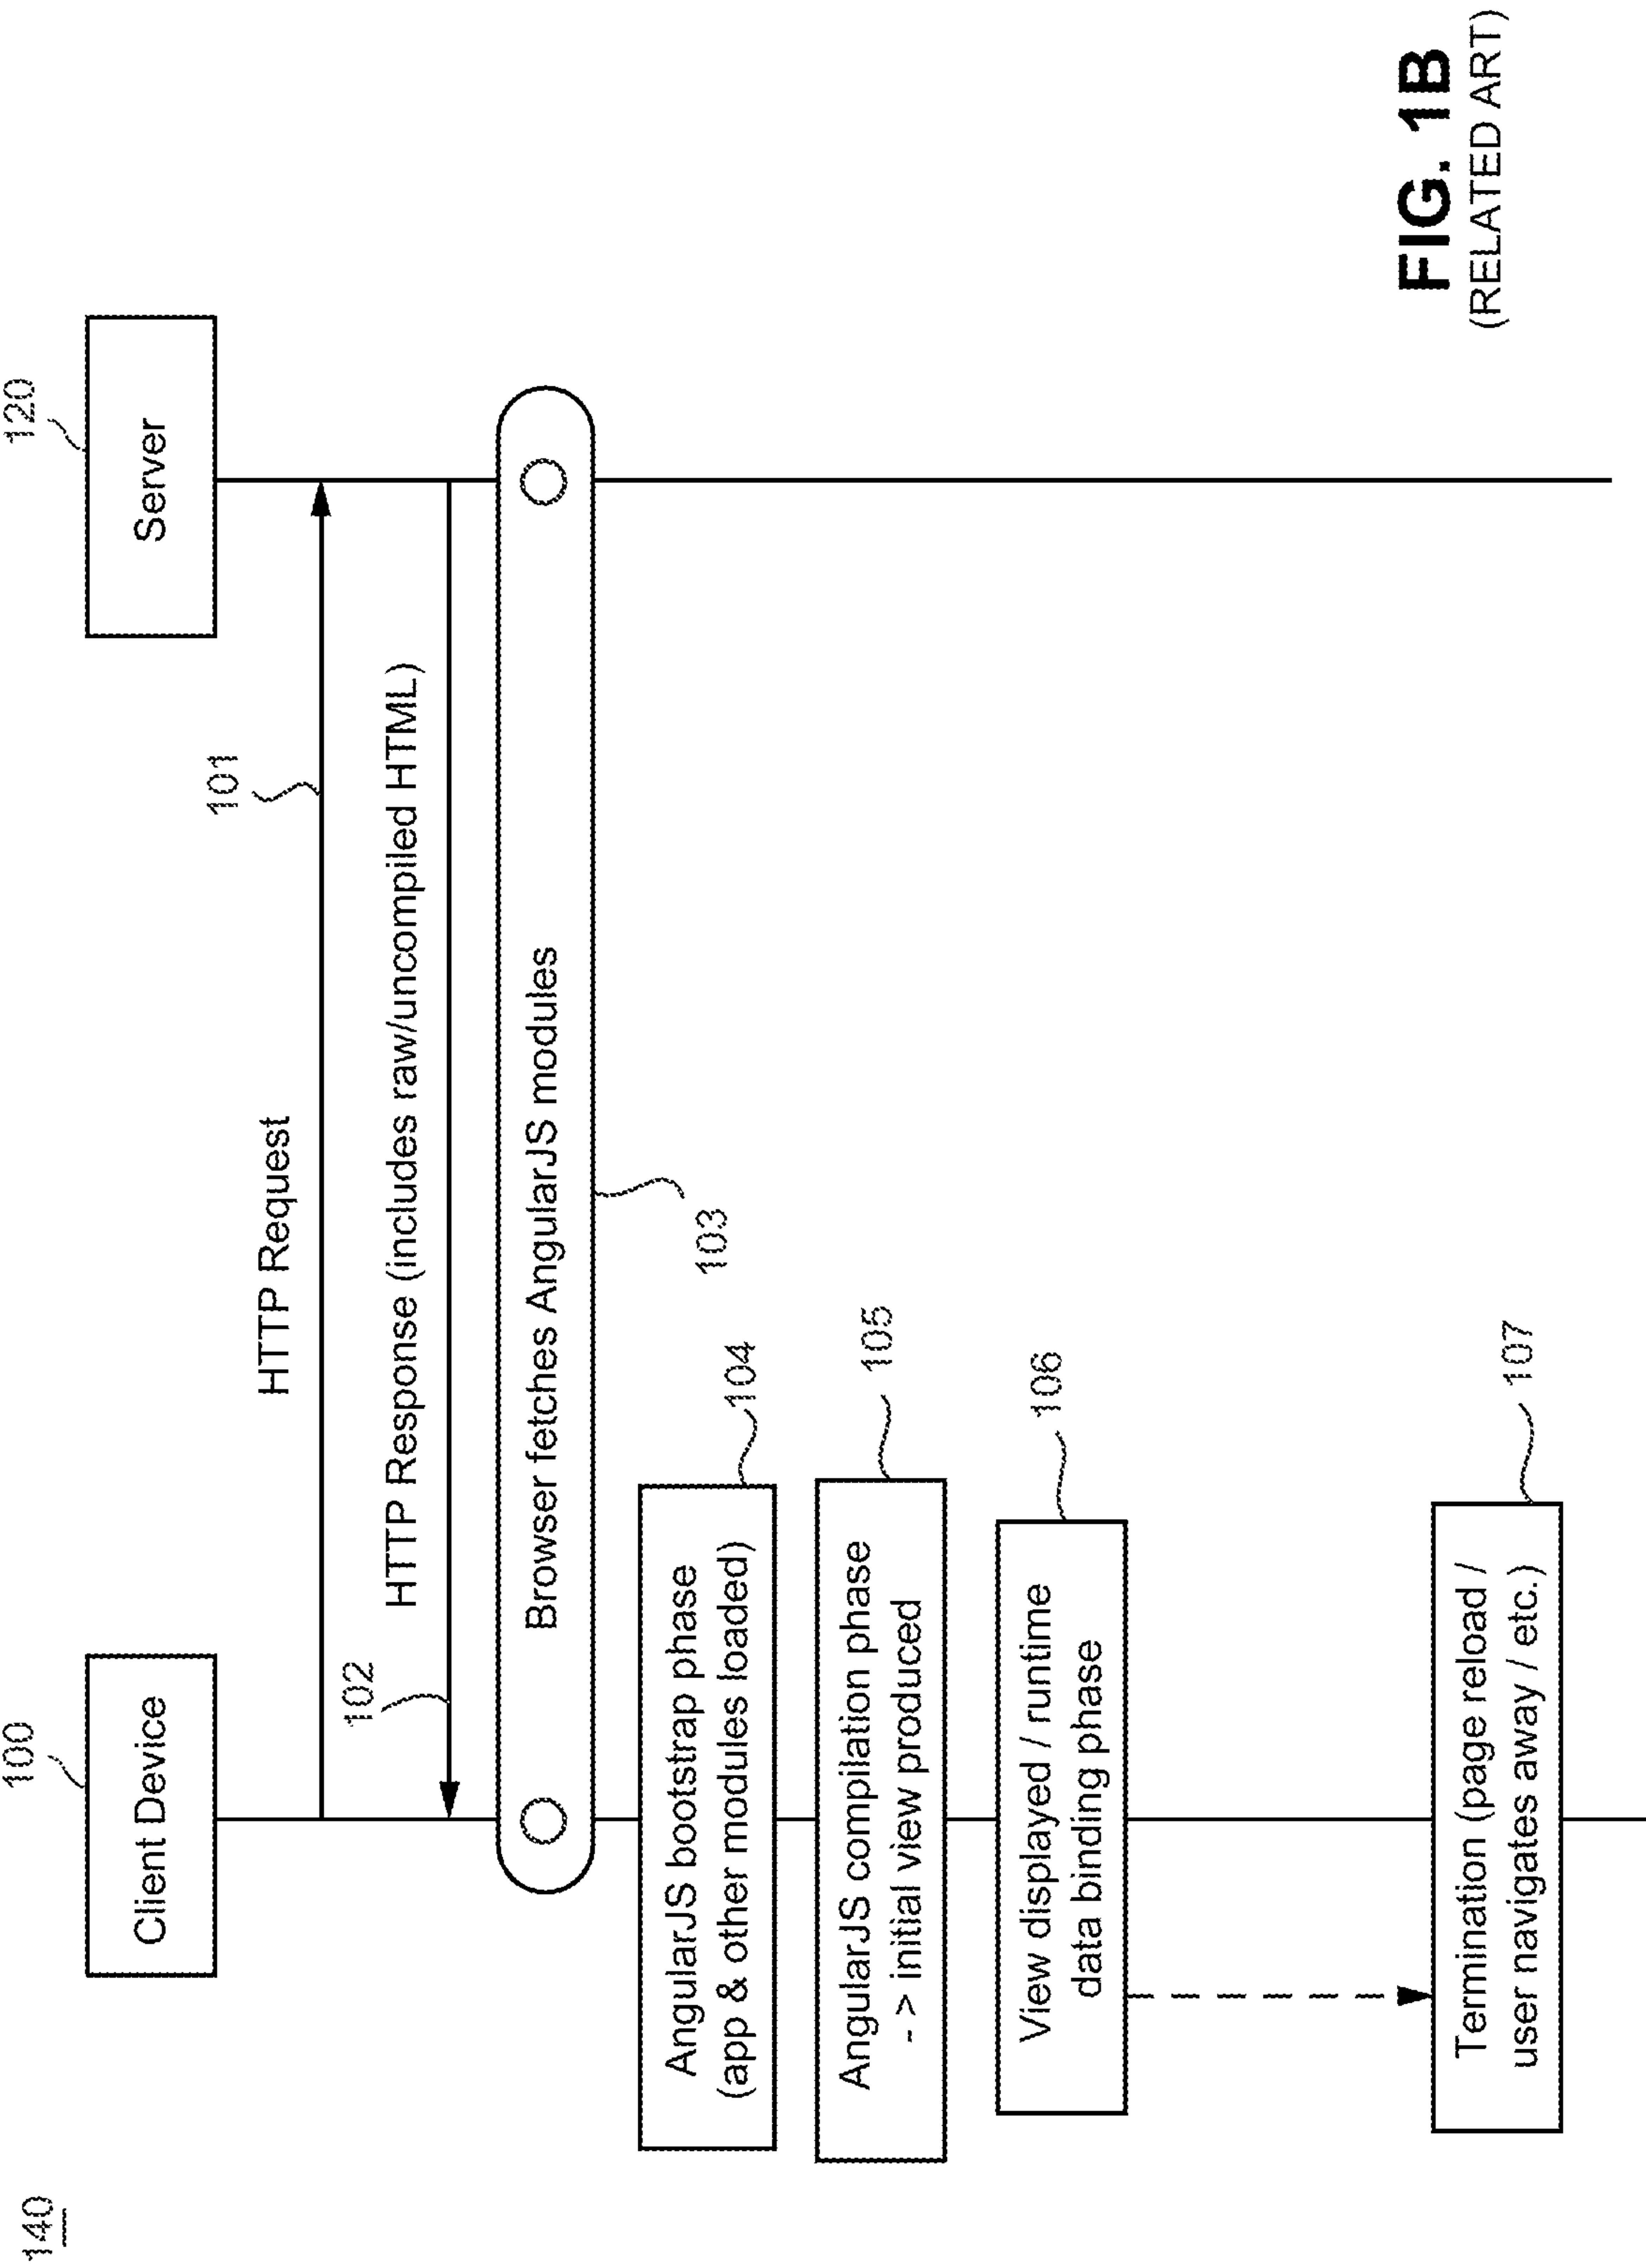 140
100
120
Client Device
Server
101
HTTP Request
102
HTTP Response (includes raw/uncompiled HTML)
Browser fetches AngularJS modules
103
104
AngularJS bootstrap phase
(app & other modules loaded)
105
AngularJS compilation phase
- > initial view produced
106
View displayed / runtime
data binding phase
107
Termination (page reload /
user navigates away / etc.)
FIG. 1B
(RELATED ART)